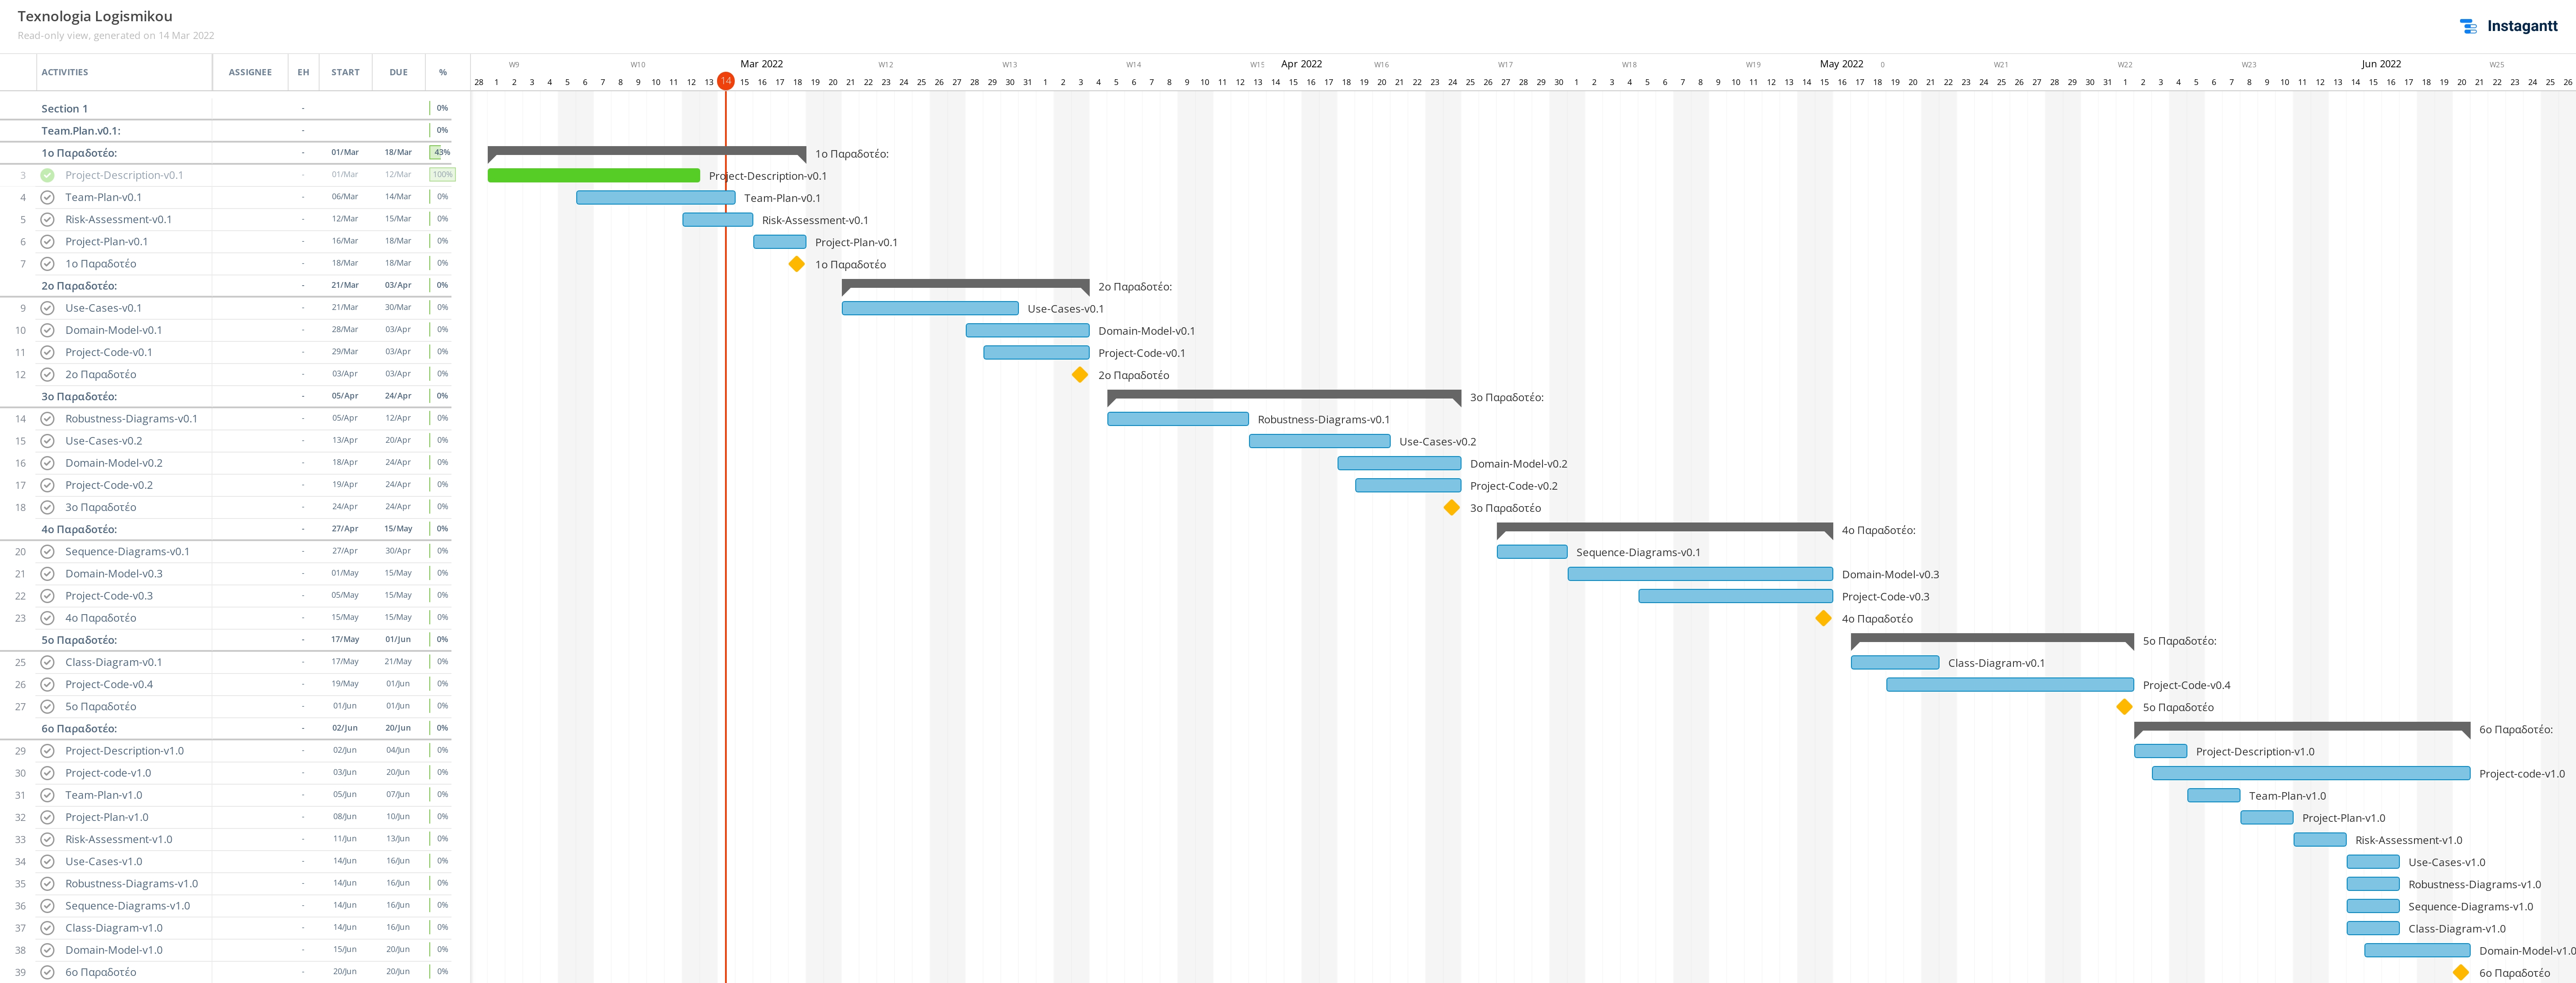 Texnologia Logismikou
Read-only view, generated on 14 Mar 2022
Instagantt
ACTIVITIES ASSIGNEE EH START DUE %
W9 W10 Mar 2022 W12 W13 W14 W15 Apr 2022 W16 W17 W18 W19 May 2022 0 W21 W22 W23 Jun 2022 W25
28 1 2 3 4 5 6 7 8 9 10 11 12 13 14 15 16 17 18 19 20 21 22 23 24 25 26 27 28 29 30 31 1 2 3 4 5 6 7 8 9 10 11 12 13 14 15 16 17 18 19 20 21 22 23 24 25 26 27 28 29 30 1 2 3 4 5 6 7 8 9 10 11 12 13 14 15 16 17 18 19 20 21 22 23 24 25 26 27 28 29 30 31 1 2 3 4 5 6 7 8 9 10 11 12 13 14 15 16 17 18 19 20 21 22 23 24 25 26
Section 1 - 0%
Team.Plan.v0.1: - 0%
1ο Παραδοτέο: - 01/Mar 18/Mar 43% 1ο Παραδοτέο:
3 Project-Description-v0.1 - 01/Mar 12/Mar 100% Project-Description-v0.1
4 Team-Plan-v0.1 - 06/Mar 14/Mar 0% Team-Plan-v0.1
5 Risk-Assessment-v0.1 - 12/Mar 15/Mar 0% Risk-Assessment-v0.1
6 Project-Plan-v0.1 - 16/Mar 18/Mar 0% Project-Plan-v0.1
7 1ο Παραδοτέο - 18/Mar 18/Mar 0% 1ο Παραδοτέο
2ο Παραδοτέο: - 21/Mar 03/Apr 0% 2ο Παραδοτέο:
9 Use-Cases-v0.1 - 21/Mar 30/Mar 0% Use-Cases-v0.1
10 Domain-Model-v0.1 - 28/Mar 03/Apr 0% Domain-Model-v0.1
11 Project-Code-v0.1 - 29/Mar 03/Apr 0% Project-Code-v0.1
12 2ο Παραδοτέο - 03/Apr 03/Apr 0% 2ο Παραδοτέο
3ο Παραδοτέο: - 05/Apr 24/Apr 0% 3ο Παραδοτέο:
14 Robustness-Diagrams-v0.1 - 05/Apr 12/Apr 0% Robustness-Diagrams-v0.1
15 Use-Cases-v0.2 - 13/Apr 20/Apr 0% Use-Cases-v0.2
16 Domain-Model-v0.2 - 18/Apr 24/Apr 0% Domain-Model-v0.2
17 Project-Code-v0.2 - 19/Apr 24/Apr 0% Project-Code-v0.2
18 3ο Παραδοτέο - 24/Apr 24/Apr 0% 3ο Παραδοτέο
4ο Παραδοτέο: - 27/Apr 15/May 0% 4ο Παραδοτέο:
20 Sequence-Diagrams-v0.1 - 27/Apr 30/Apr 0% Sequence-Diagrams-v0.1
21 Domain-Model-v0.3 - 01/May 15/May 0% Domain-Model-v0.3
22 Project-Code-v0.3 - 05/May 15/May 0% Project-Code-v0.3
23 4ο Παραδοτέο - 15/May 15/May 0% 4ο Παραδοτέο
5ο Παραδοτέο: - 17/May 01/Jun 0% 5ο Παραδοτέο:
25 Class-Diagram-v0.1 - 17/May 21/May 0% Class-Diagram-v0.1
26 Project-Code-v0.4 - 19/May 01/Jun 0% Project-Code-v0.4
27 5ο Παραδοτέο - 01/Jun 01/Jun 0% 5ο Παραδοτέο
6ο Παραδοτέο: - 02/Jun 20/Jun 0% 6ο Παραδοτέο:
29 Project-Description-v1.0 - 02/Jun 04/Jun 0% Project-Description-v1.0
30 Project-code-v1.0 - 03/Jun 20/Jun 0% Project-code-v1.0
31 Team-Plan-v1.0 - 05/Jun 07/Jun 0% Team-Plan-v1.0
32 Project-Plan-v1.0 - 08/Jun 10/Jun 0% Project-Plan-v1.0
33 Risk-Assessment-v1.0 - 11/Jun 13/Jun 0% Risk-Assessment-v1.0
34 Use-Cases-v1.0 - 14/Jun 16/Jun 0% Use-Cases-v1.0
35 Robustness-Diagrams-v1.0 - 14/Jun 16/Jun 0% Robustness-Diagrams-v1.0
36 Sequence-Diagrams-v1.0 - 14/Jun 16/Jun 0% Sequence-Diagrams-v1.0
37 Class-Diagram-v1.0 - 14/Jun 16/Jun 0% Class-Diagram-v1.0
38 Domain-Model-v1.0 - 15/Jun 20/Jun 0% Domain-Model-v1.0
39 6ο Παραδοτέο - 20/Jun 20/Jun 0% 6ο Παραδοτέο